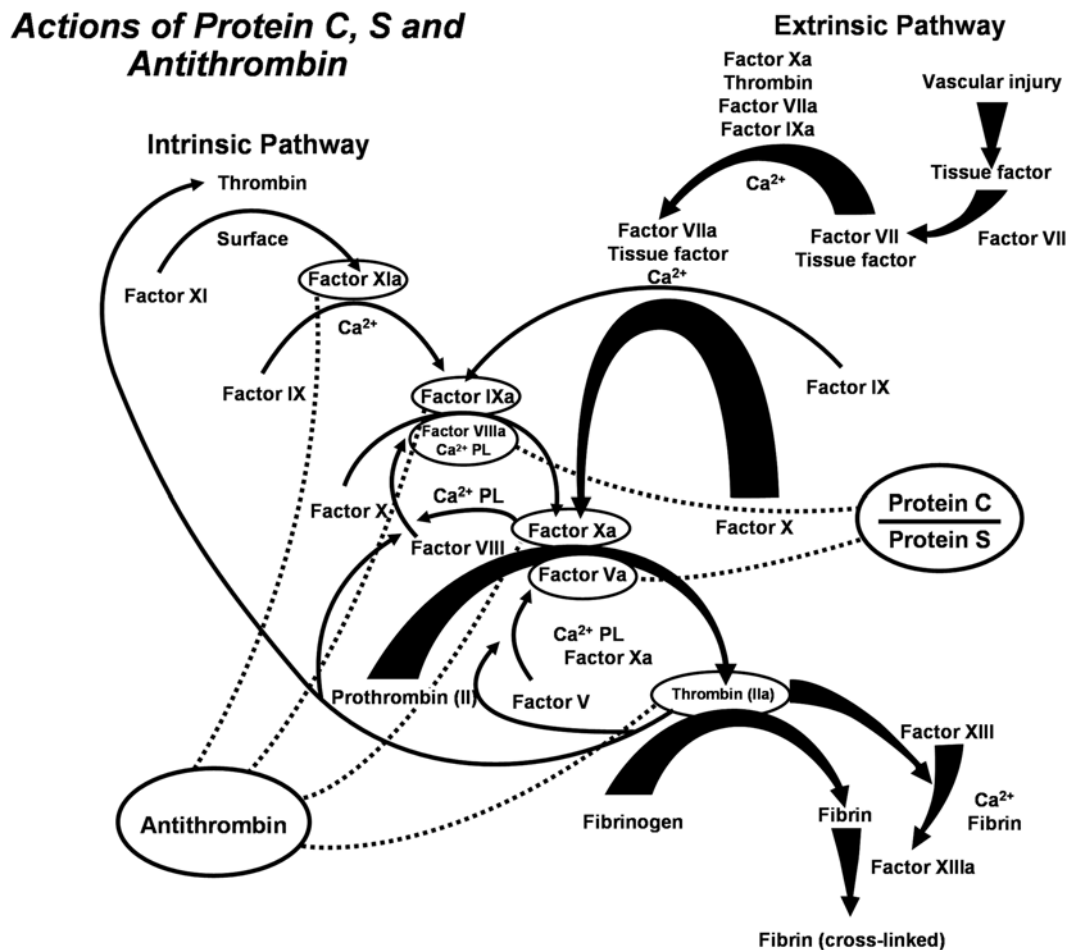 Actions of Protein C, S and
Antithrombin
Extrinsic Pathway
Factor Xa
Thrombin
Factor VIIa
Factor IXa
Vascular injury
Intrinsic Pathway
Thrombin
Ca²⁺
Tissue factor
Surface
Factor VIIa
Tissue factor
Ca²⁺
Factor VII
Tissue factor
Factor VII
Factor XI
Factor XIa
Ca²⁺
Factor IX
Factor IXa
Factor IX
Factor VIIIa
Ca²⁺ PL
Factor X
Ca²⁺ PL
Factor VIII
Factor Xa
Factor X
Protein C
Protein S
Factor Va
Ca²⁺ PL
Factor Xa
Prothrombin (II)
Factor V
Thrombin (IIa)
Factor XIII
Antithrombin
Fibrinogen
Fibrin
Ca²⁺
Fibrin
Factor XIIIa
Fibrin (cross-linked)